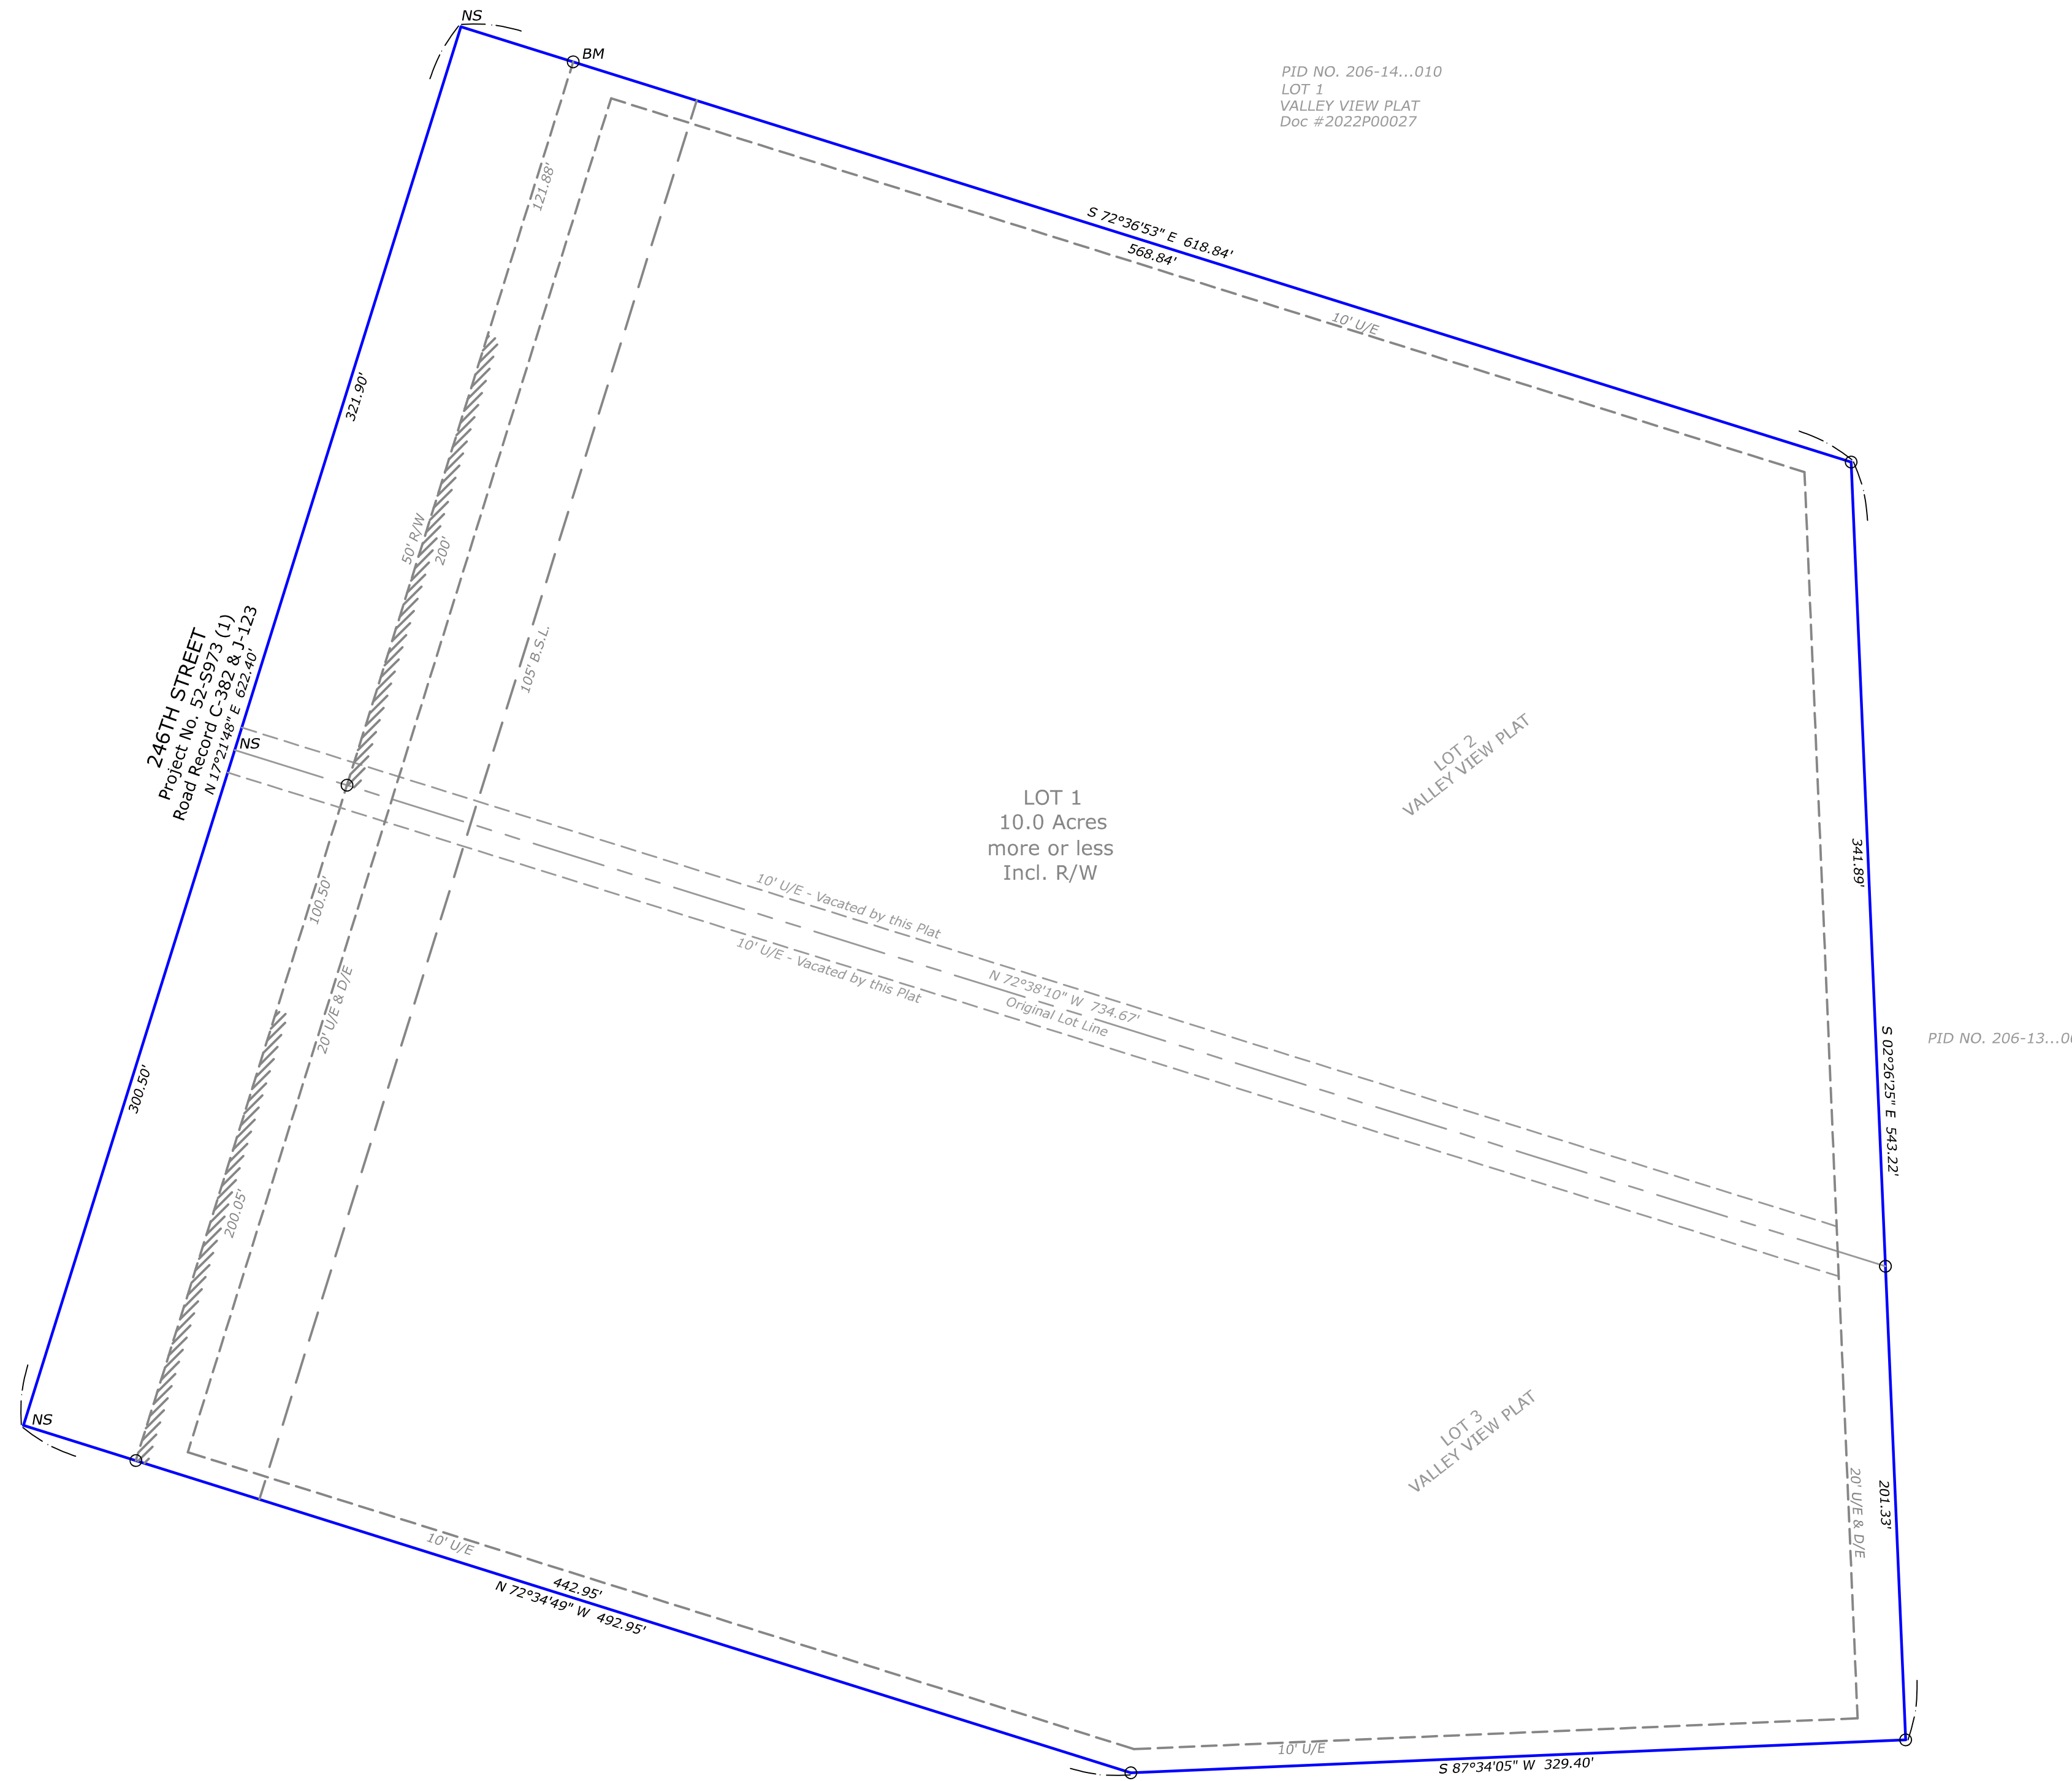 NS
BM
PID NO. 206-14...010
LOT 1
VALLEY VIEW PLAT
Doc #2022P00027
121.88'
S 72°36'53" E 618.84'
568.84'
10' U/E
321.90'
50' R/W
200'
105' B.S.L.
246TH STREET
Project No. 52-S973 (1)
Road Record C-382 & J-123
N 17°21'48" E 622.40'
NS
LOT 2
VALLEY VIEW PLAT
LOT 1
10.0 Acres
more or less
Incl. R/W
341.89'
100.50'
10' U/E - Vacated by this Plat
10' U/E - Vacated by this Plat
N 72°38'10" W 734.67'
Original Lot Line
20' U/E & D/E
S 02°26'25" E 543.22'
PID NO. 206-13...
300.50'
200.05'
NS
LOT 3
VALLEY VIEW PLAT
20' U/E & D/E
201.33'
10' U/E
442.95'
N 72°34'49" W 492.95'
10' U/E
S 87°34'05" W 329.40'